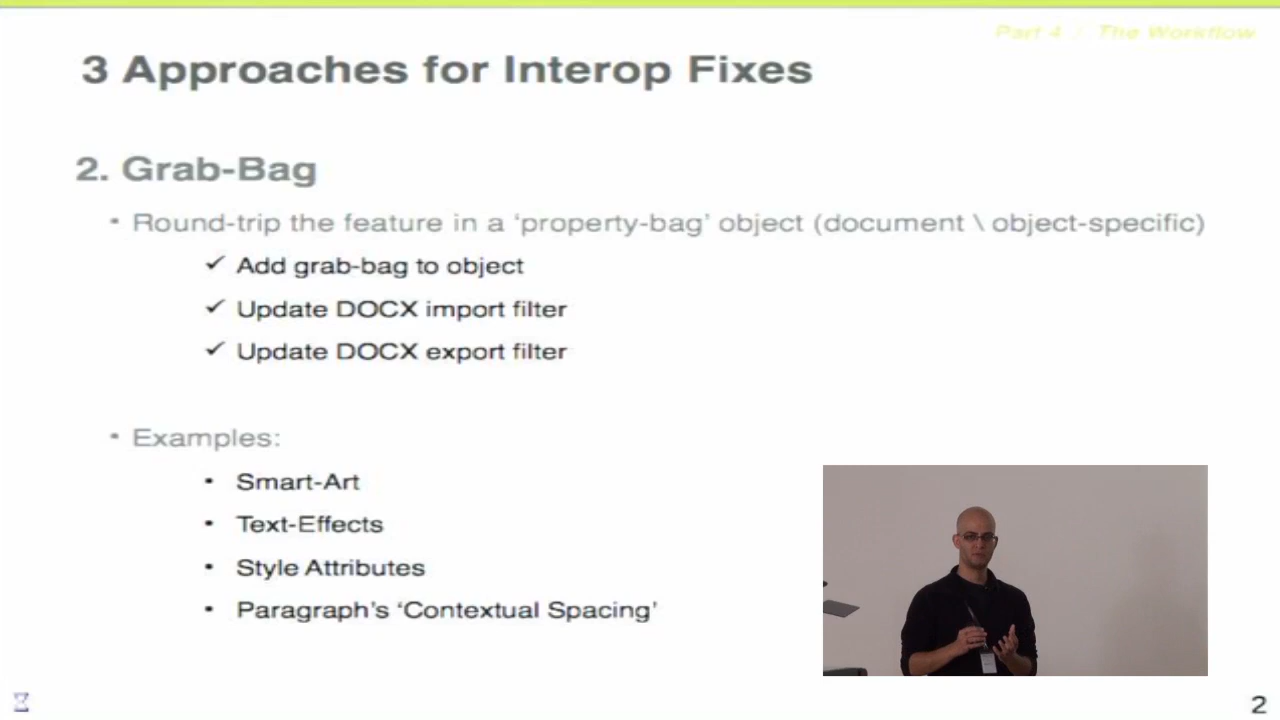 Part 4 / The Workflow
3 Approaches for Interop Fixes
2. Grab-Bag
• Round-trip the feature in a ‘property-bag’ object (document \ object-specific)
✓ Add grab-bag to object
✓ Update DOCX import filter
✓ Update DOCX export filter
• Examples:
• Smart-Art
• Text-Effects
• Style Attributes
• Paragraph's ‘Contextual Spacing’
2